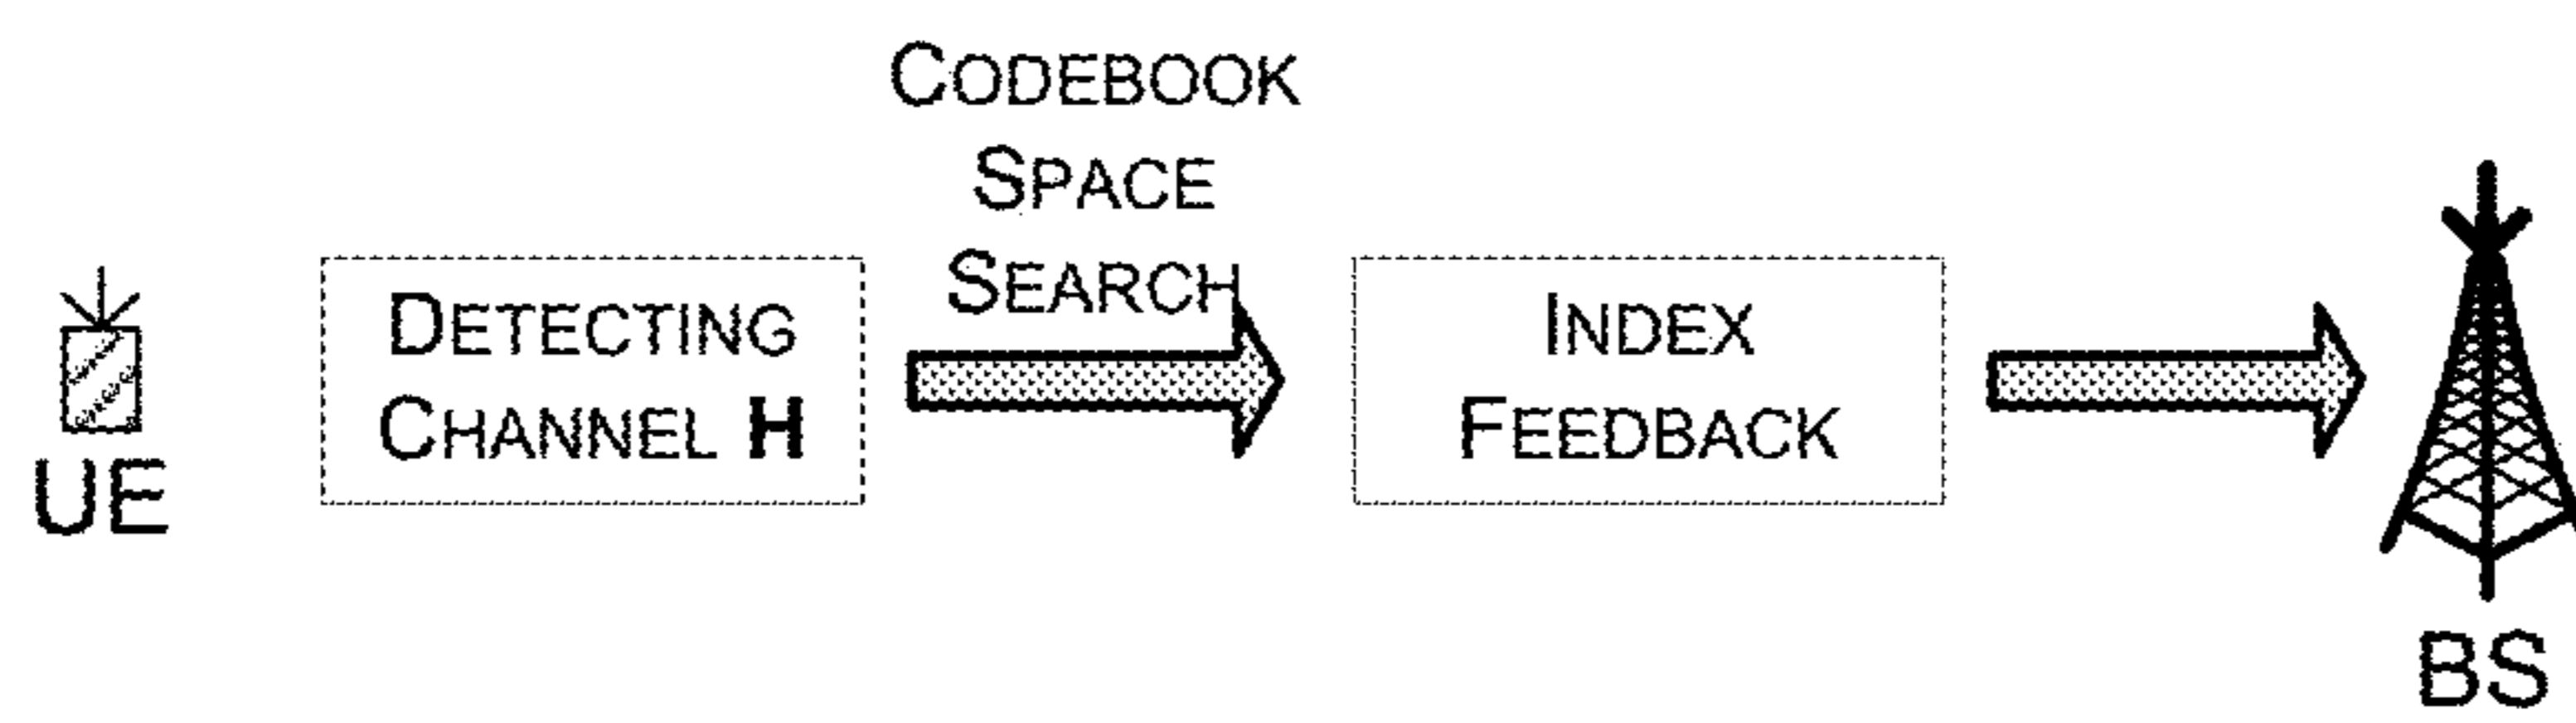 UE
DETECTING
CHANNEL H
CODEBOOK
SPACE
SEARCH
INDEX
FEEDBACK
BS